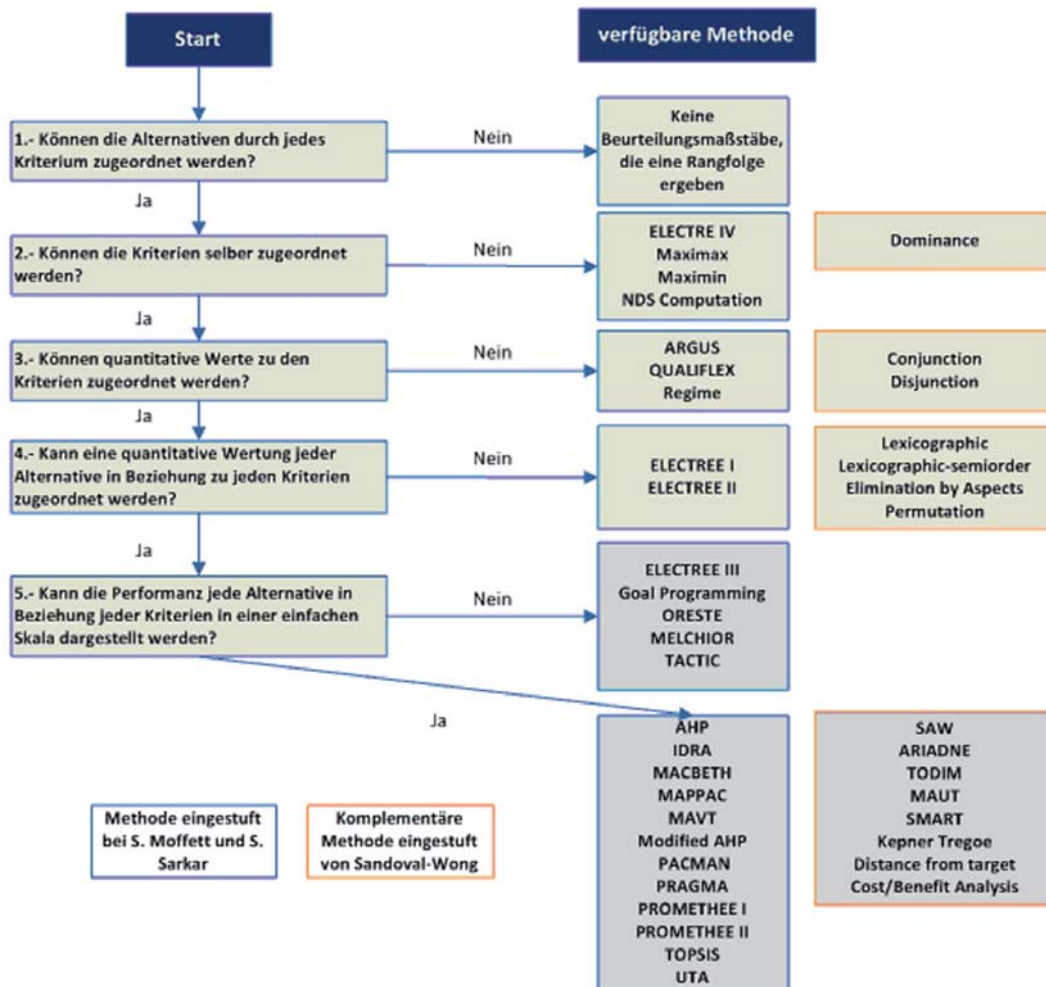 Start
verfügbare Methode
1.- Können die Alternativen durch jedes
Kriterium zugeordnet werden?
Nein
Keine
Beurteilungsmaßstäbe,
die eine Rangfolge
ergeben
Ja
2.- Können die Kriterien selber zugeordnet
werden?
Nein
ELECTRE IV
Maximax
Maximin
NDS Computation
Dominance
Ja
3.- Können quantitative Werte zu den
Kriterien zugeordnet werden?
Nein
ARGUS
QUALIFLEX
Regime
Conjunction
Disjunction
Ja
4.- Kann eine quantitative Wertung jeder
Alternative in Beziehung zu jeden Kriterien
zugeordnet werden?
Nein
ELECTREE I
ELECTREE II
Lexicographic
Lexicographic-semiorder
Elimination by Aspects
Permutation
Ja
5.- Kann die Performanz jede Alternative in
Beziehung jeder Kriterien in einer einfachen
Skala dargestellt werden?
Nein
ELECTREE III
Goal Programming
ORESTE
MELCHIOR
TACTIC
Ja
AHP
IDRA
MACBETH
MAPPAC
MAVT
Modified AHP
PACMAN
PRAGMA
PROMETHEE I
PROMETHEE II
TOPSIS
UTA
SAW
ARIADNE
TODIM
MAUT
SMART
Kepner Tregoe
Distance from target
Cost/Benefit Analysis
Methode eingestuft
bei S. Moffett und S.
Sarkar
Komplementäre
Methode eingestuft
von Sandoval-Wong